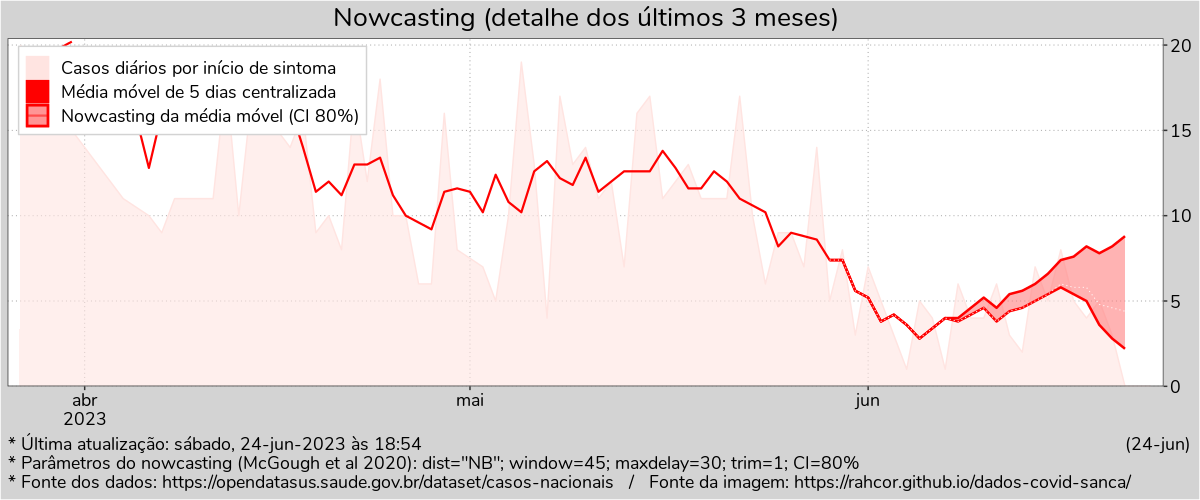 Nowcasting (detalhe dos últimos 3 meses)
Casos diários por início de sintoma
Média móvel de 5 dias centralizada
Nowcasting da média móvel (CI 80%)
20
15
10
5
0
abr
2023
mai
jun
* Última atualização: sábado, 24-jun-2023 às 18:54
(24-jun)
* Parâmetros do nowcasting (McGough et al 2020): dist="NB"; window=45; maxdelay=30; trim=1; CI=80%
* Fonte dos dados: https://opendatasus.saude.gov.br/dataset/casos-nacionais / Fonte da imagem: https://rahcor.github.io/dados-covid-sanca/